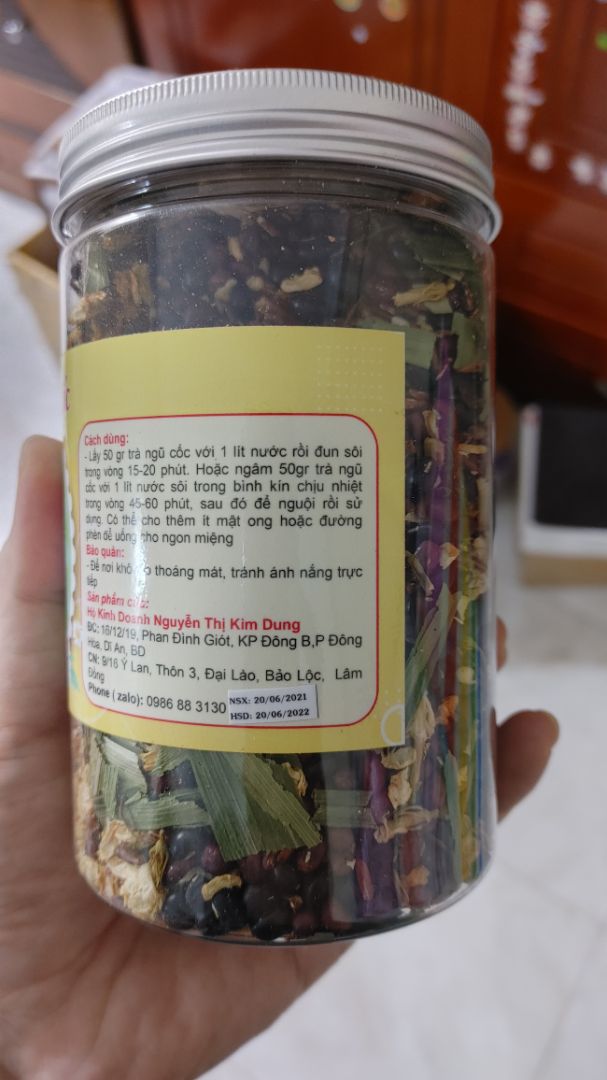 Cách dùng:
- Lấy 50 gr trà ngũ cốc với 1 lít nước rồi đun sôi
trong vòng 15-20 phút. Hoặc ngâm 50gr trà ngũ
cốc với 1 lít nước sôi trong bình kín chịu nhiệt
trong vòng 45-60 phút, sau đó để nguội rồi sử
dụng. Có thể cho thêm ít mật ong hoặc đường
phèn để uống cho ngon miệng
Bảo quản:
- Để nơi khô ráo thoáng mát, tránh ánh nắng trực
tiếp
Sản phẩm của:
Hộ Kinh Doanh Nguyễn Thị Kim Dung
ĐC: 18/12/19, Phan Đình Giót, KP Đông B,P Đông
Hòa, Dĩ An, BD
CN: 9/16 Ỷ Lan, Thôn 3, Đại Lào, Bảo Lộc, Lâm
Đồng
Phone ( zalo): 0986 88 3130
NSX: 20/06/2021
HSD: 20/06/2022